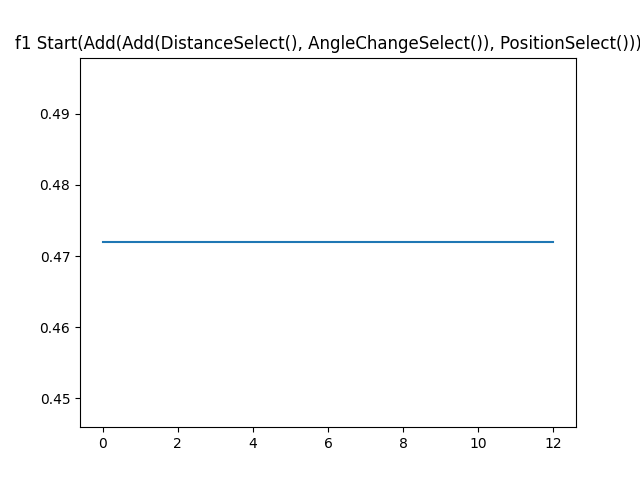 f1 Start(Add(Add(DistanceSelect(), AngleChangeSelect()), PositionSelect()))
0.49
0.48
0.47
0.46
0.45
0 2 4 6 8 10 12